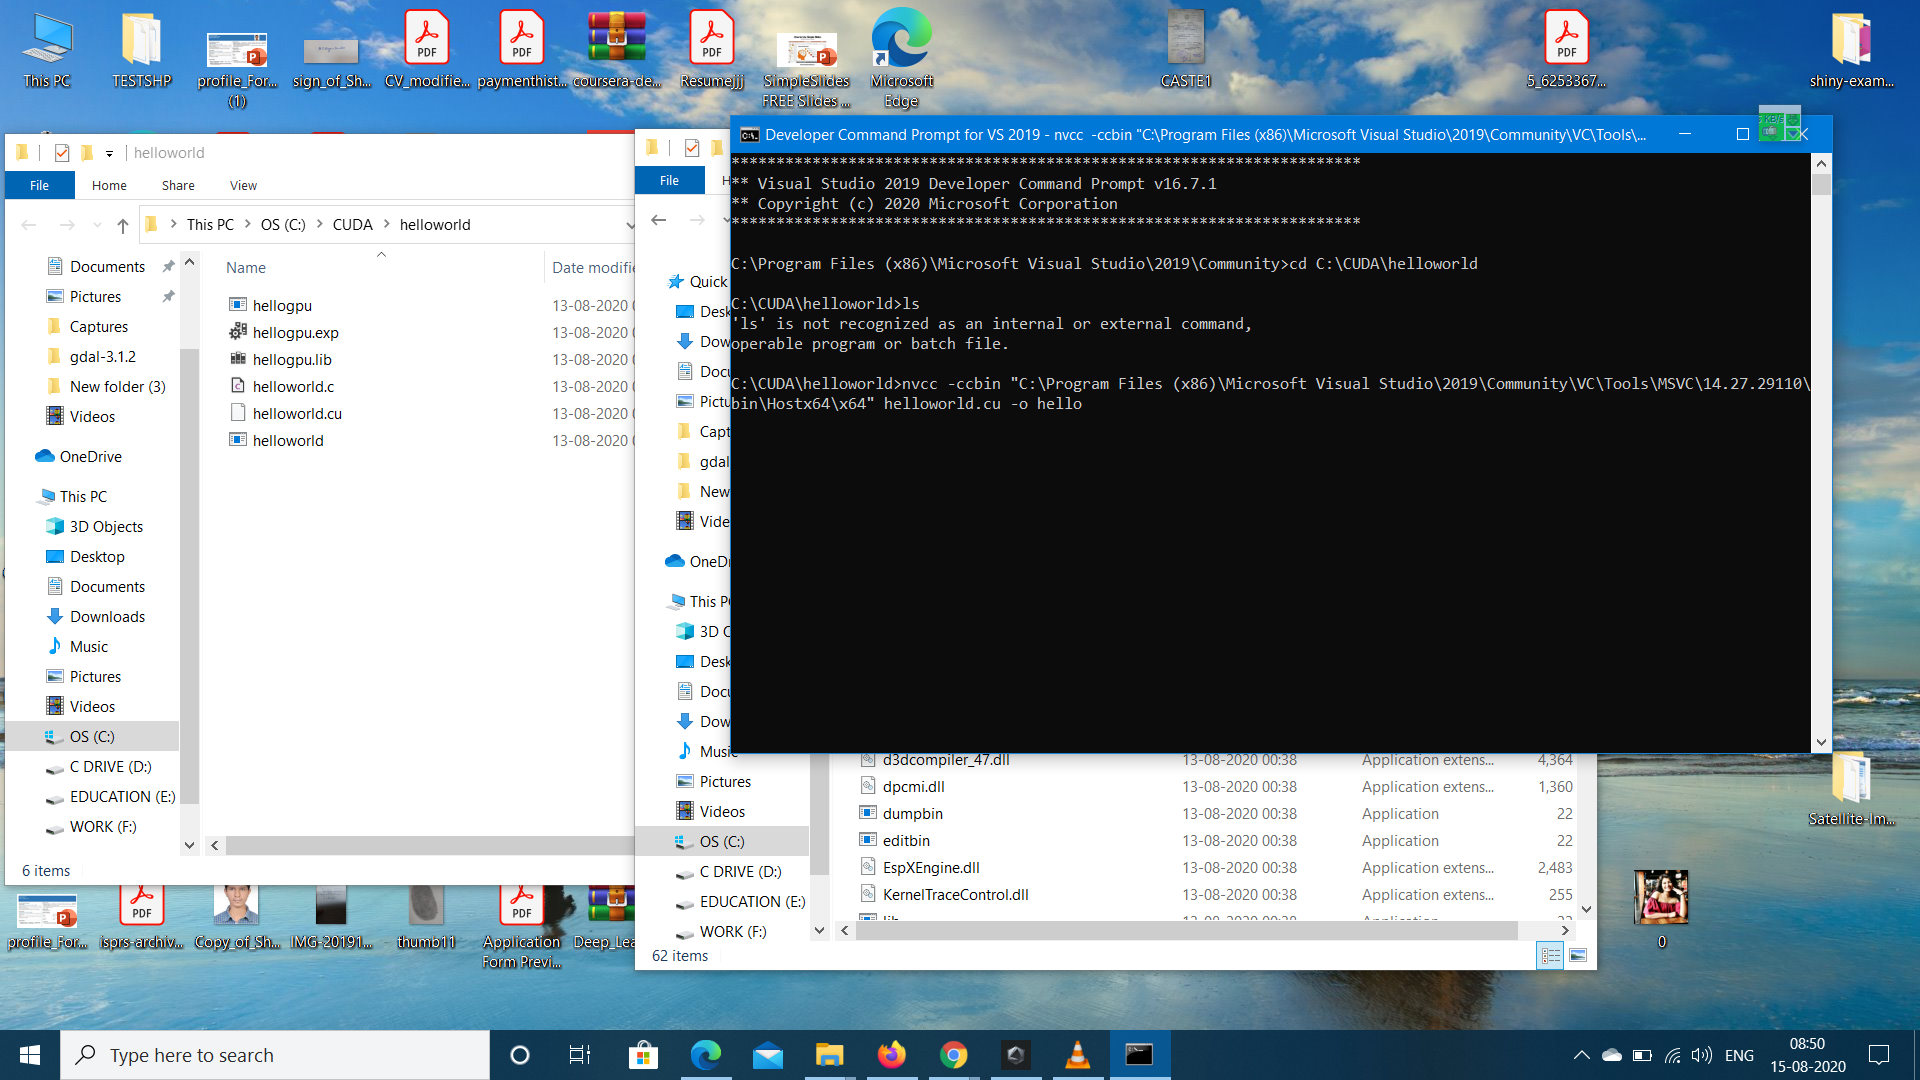 This PC
TESTSHP
profile_For...
(1)
sign_of_Sh...
CV_modifie...
paymenthist...
coursera-de...
Resumejjj
SimpleSlides
FREE Slides ...
Microsoft
Edge
CASTE1
5_6253367...
shiny-exam...
PDF
PDF
PDF
PDF
helloworld
File
Home
Share
View
This PC
OS (C:)
CUDA
helloworld
Name
Date modifie
Documents
Pictures
Captures
gdal-3.1.2
New folder (3)
Videos
OneDrive
This PC
3D Objects
Desktop
Documents
Downloads
Music
Pictures
Videos
OS (C:)
C DRIVE (D:)
EDUCATION (E:)
WORK (F:)
hellogpu 13-08-2020
hellogpu.exp 13-08-2020
hellogpu.lib 13-08-2020
helloworld.c 13-08-2020
helloworld.cu 13-08-2020
helloworld 13-08-2020
6 items
File
H
Quick
Desk
Dow
Docu
Pictu
Capt
gdal
New
Vide
OneDr
This P
3D C
Desk
Docu
Dow
Music
Pictures
Videos
OS (C:)
C DRIVE (D:)
EDUCATION (E:)
WORK (F:)
62 items
Developer Command Prompt for VS 2019 - nvcc -ccbin "C:\Program Files (x86)\Microsoft Visual Studio\2019\Community\VC\Tools\...
KB/s
**********************************************************************
** Visual Studio 2019 Developer Command Prompt v16.7.1
** Copyright (c) 2020 Microsoft Corporation
**********************************************************************
C:\Program Files (x86)\Microsoft Visual Studio\2019\Community>cd C:\CUDA\helloworld
C:\CUDA\helloworld>ls
'ls' is not recognized as an internal or external command,
operable program or batch file.
C:\CUDA\helloworld>nvcc -ccbin "C:\Program Files (x86)\Microsoft Visual Studio\2019\Community\VC\Tools\MSVC\14.27.29110\
bin\Hostx64\x64" helloworld.cu -o hello
d3dcompiler_47.dll 13-08-2020 00:38 Application extens... 4,364
dpcmi.dll 13-08-2020 00:38 Application extens... 1,360
dumpbin 13-08-2020 00:38 Application 22
editbin 13-08-2020 00:38 Application 22
EspXEngine.dll 13-08-2020 00:38 Application extens... 2,483
KernelTraceControl.dll 13-08-2020 00:38 Application extens... 255
Satellite-Im...
0
PDF
PDF
profile_For...
isprs-archiv...
Copy_of_Sh...
IMG-20191...
thumb11
Application
Form Previ...
Deep_Lea
Type here to search
ENG
08:50
15-08-2020